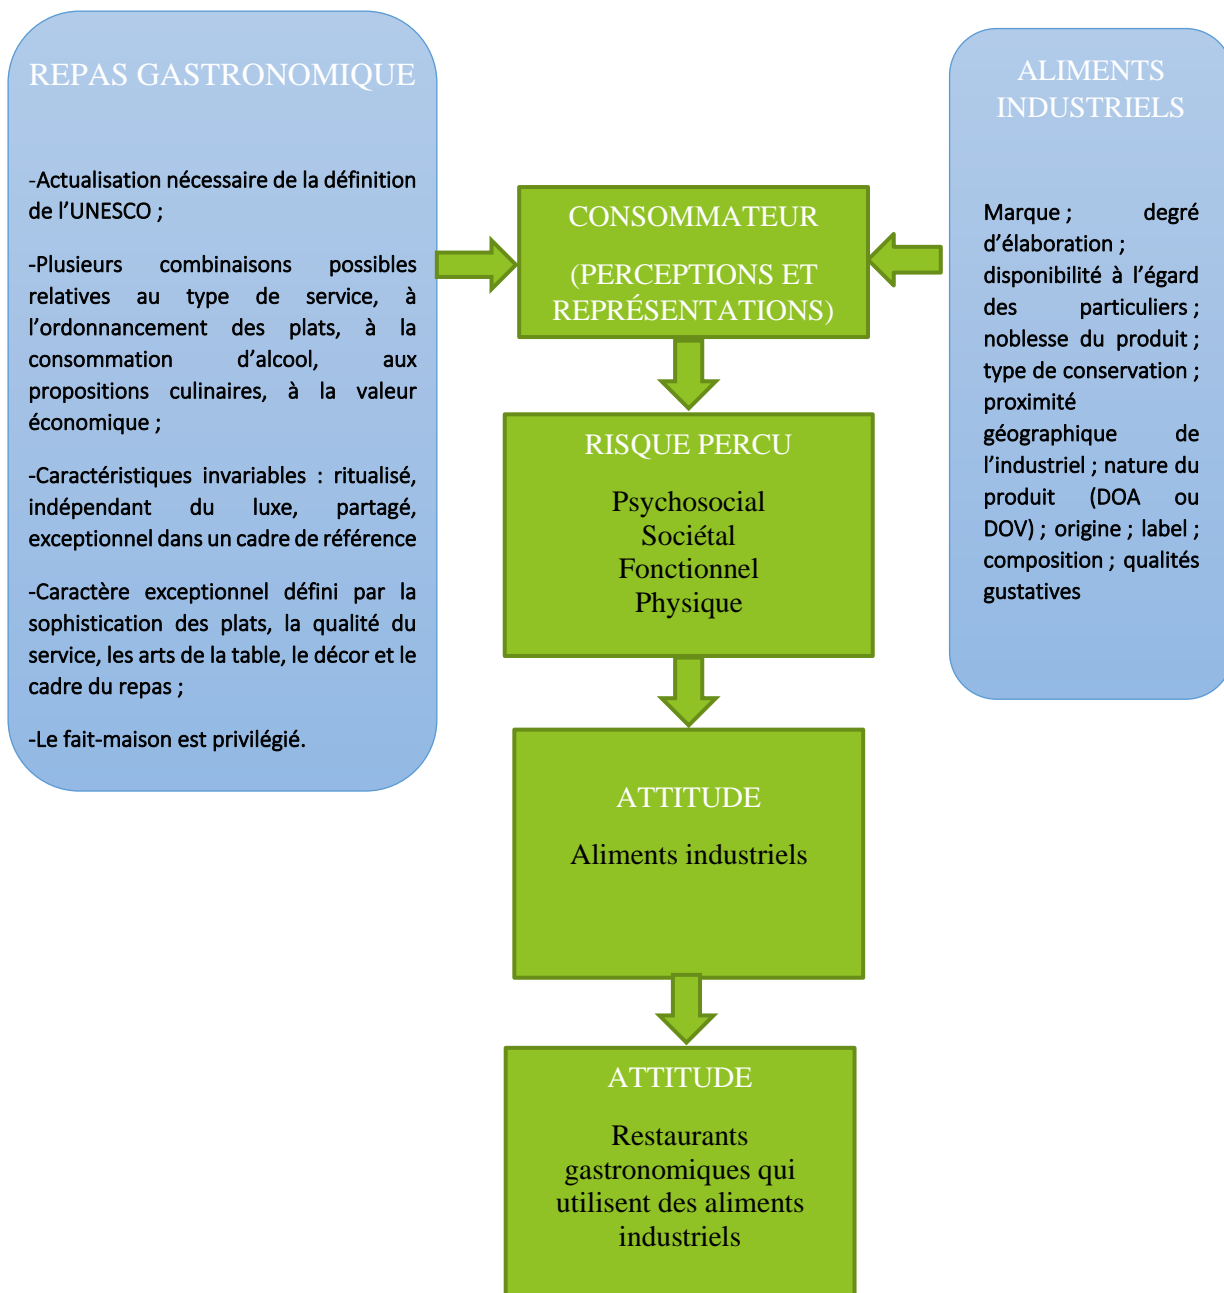 REPAS GASTRONOMIQUE
-Actualisation nécessaire de la définition
de l’UNESCO ;
-Plusieurs combinaisons possibles
relatives au type de service, à
l’ordonnancement des plats, à la
consommation d’alcool, aux
propositions culinaires, à la valeur
économique ;
-Caractéristiques invariables : ritualisé,
indépendant du luxe, partagé,
exceptionnel dans un cadre de référence
-Caractère exceptionnel défini par la
sophistication des plats, la qualité du
service, les arts de la table, le décor et le
cadre du repas ;
-Le fait-maison est privilégié.
CONSOMMATEUR
(PERCEPTIONS ET
REPRÉSENTATIONS)
RISQUE PERCU
Psychosocial
Sociétal
Fonctionnel
Physique
ATTITUDE
Aliments industriels
ATTITUDE
Restaurants
gastronomiques qui
utilisent des aliments
industriels
ALIMENTS
INDUSTRIELS
Marque ; degré
d’élaboration ;
disponibilité à l’égard
des particuliers ;
noblesse du produit ;
type de conservation ;
proximité
géographique de
l’industriel ; nature du
produit (DOA ou
DOV) ; origine ; label ;
composition ; qualités
gustatives